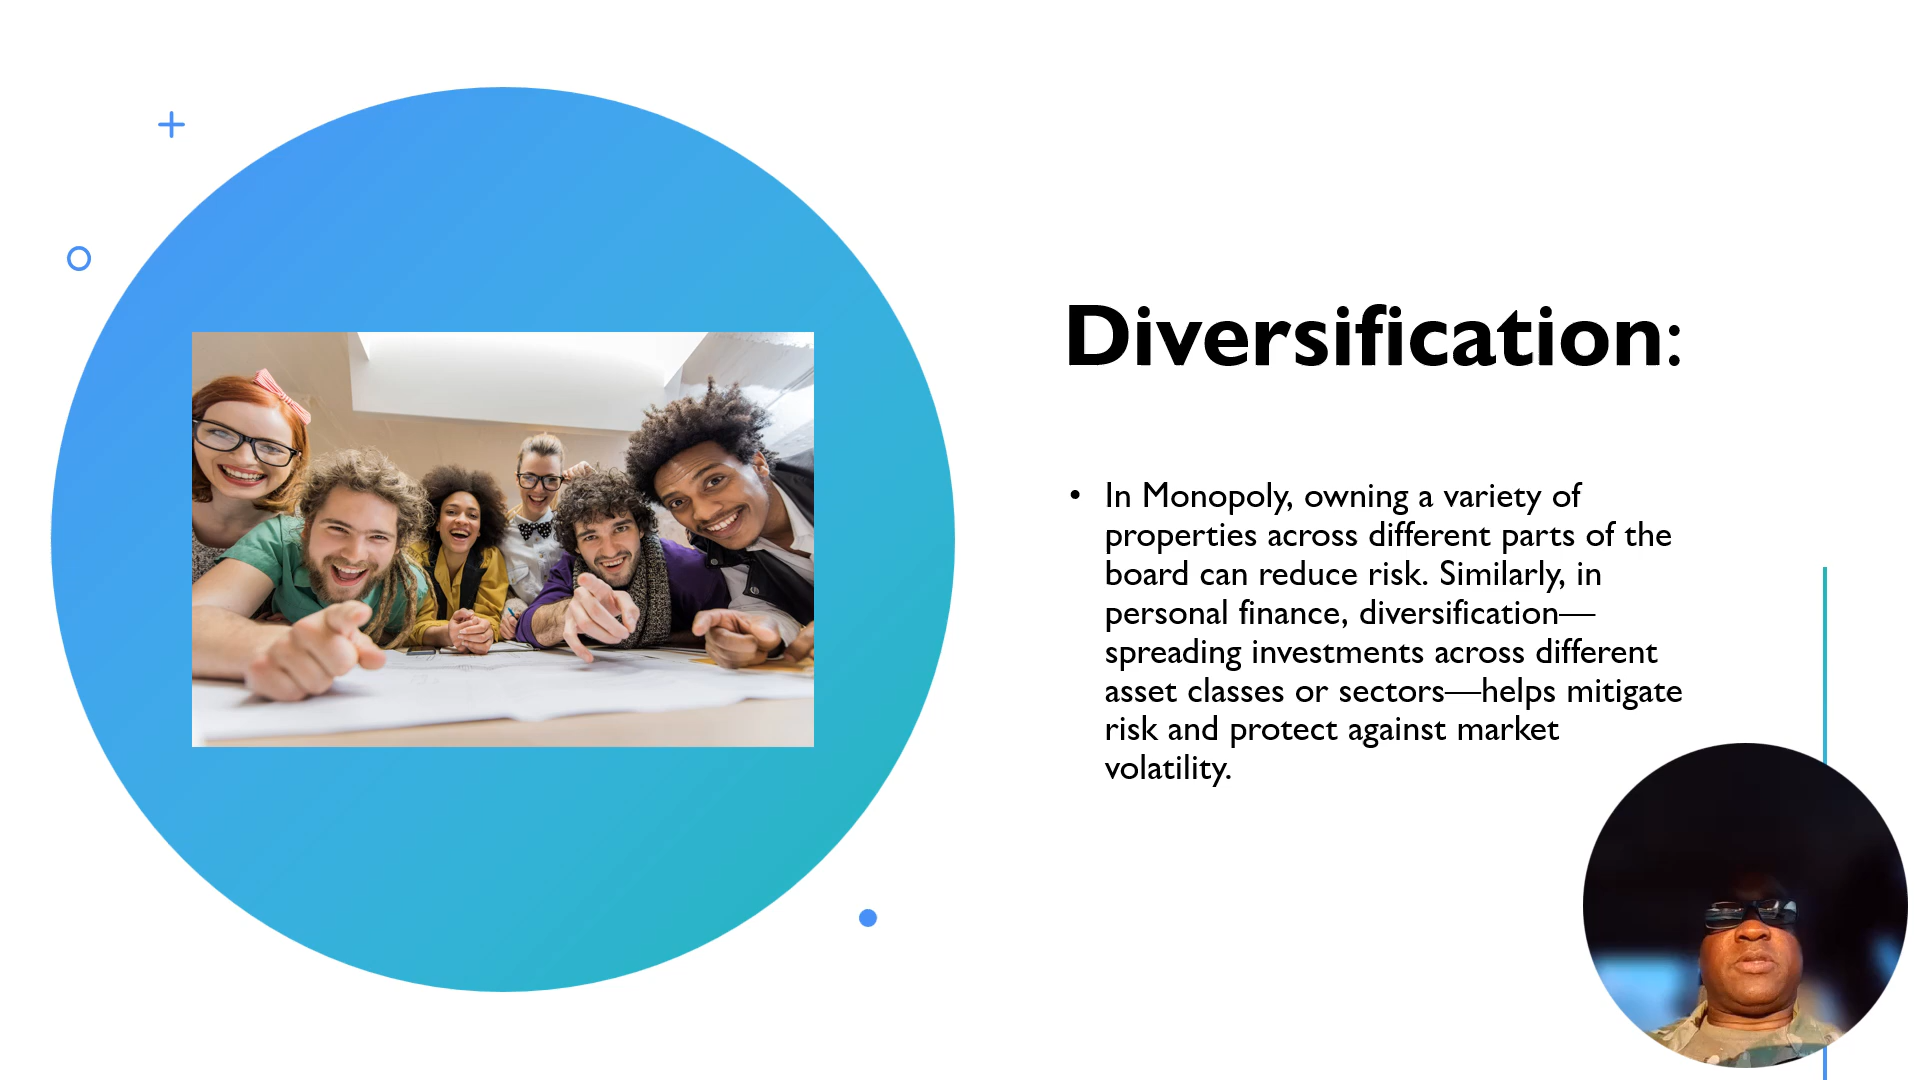 Diversification:
• In Monopoly, owning a variety of
properties across different parts of the
board can reduce risk. Similarly, in
personal finance, diversification—
spreading investments across different
asset classes or sectors—helps mitigate
risk and protect against market
volatility.